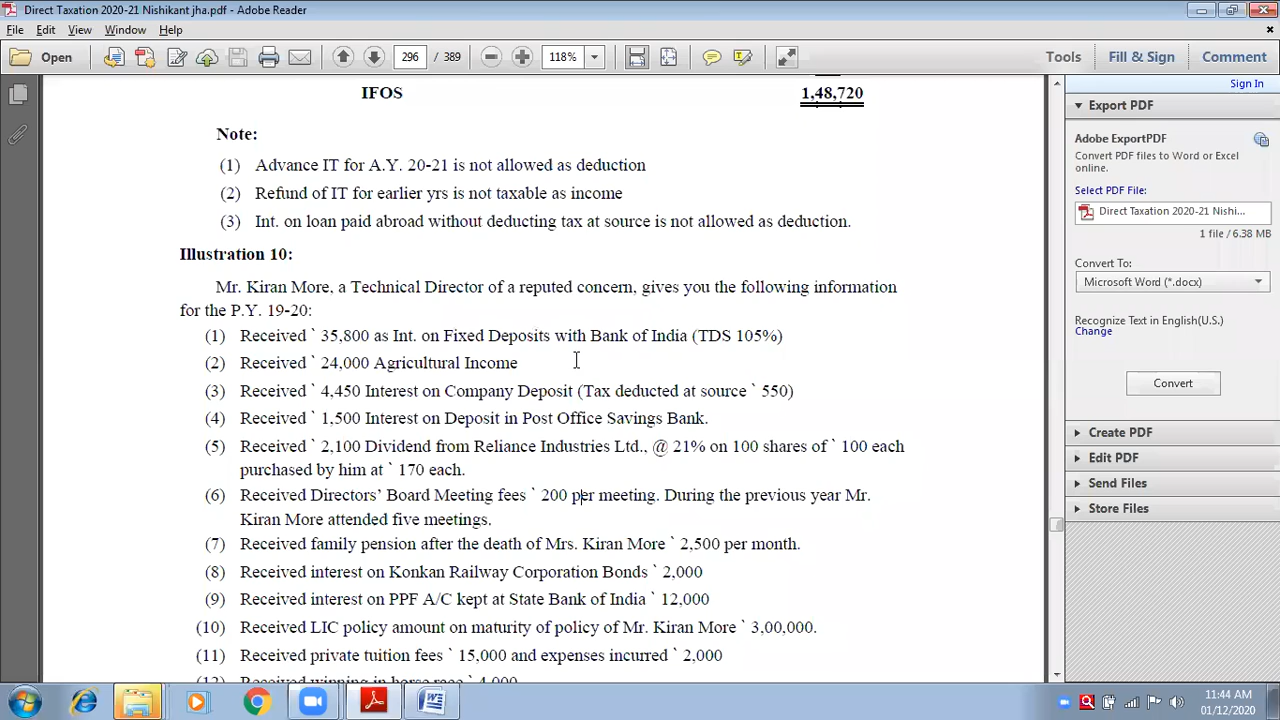 Direct Taxation 2020-21 Nishikant jha.pdf - Adobe Reader
File Edit View Window Help
Open 296 / 389 118% Tools Fill & Sign Comment
IFOS 1,48,720
Note:
(1) Advance IT for A.Y. 20-21 is not allowed as deduction
(2) Refund of IT for earlier yrs is not taxable as income
(3) Int. on loan paid abroad without deducting tax at source is not allowed as deduction.
Illustration 10:
Mr. Kiran More, a Technical Director of a reputed concern, gives you the following information
for the P.Y. 19-20:
(1) Received ` 35,800 as Int. on Fixed Deposits with Bank of India (TDS 105%)
(2) Received ` 24,000 Agricultural Income
(3) Received ` 4,450 Interest on Company Deposit (Tax deducted at source ` 550)
(4) Received ` 1,500 Interest on Deposit in Post Office Savings Bank.
(5) Received ` 2,100 Dividend from Reliance Industries Ltd., @ 21% on 100 shares of ` 100 each
purchased by him at ` 170 each.
(6) Received Directors' Board Meeting fees ` 200 per meeting. During the previous year Mr.
Kiran More attended five meetings.
(7) Received family pension after the death of Mrs. Kiran More ` 2,500 per month.
(8) Received interest on Konkan Railway Corporation Bonds ` 2,000
(9) Received interest on PPF A/C kept at State Bank of India ` 12,000
(10) Received LIC policy amount on maturity of policy of Mr. Kiran More ` 3,00,000.
(11) Received private tuition fees ` 15,000 and expenses incurred ` 2,000
(12) Received winning in horse race ` 4,000
Sign In
Export PDF
Adobe ExportPDF
Convert PDF files to Word or Excel
online.
Select PDF File:
Direct Taxation 2020-21 Nishi...
1 file / 6.38 MB
Convert To:
Microsoft Word (*.docx)
Recognize Text in English(U.S.)
Change
Convert
Create PDF
Edit PDF
Send Files
Store Files
11:44 AM
01/12/2020